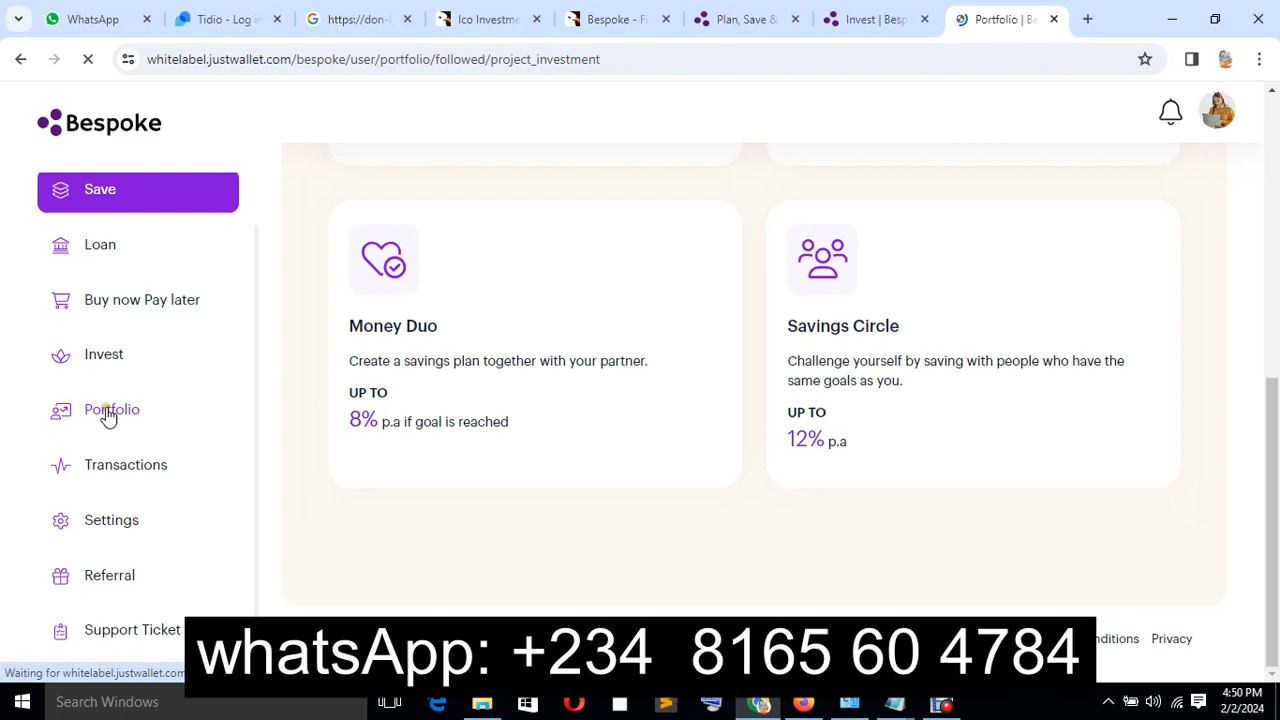 WhatsApp
Tidio - Log i
https://don-
Ico Investme
Bespoke - F
Plan, Save &
Invest | Besp
Portfolio | B
whitelabel.justwallet.com/bespoke/user/portfolio/followed/project_investment
Bespoke
Save
Loan
Buy now Pay later
Invest
Portfolio
Transactions
Settings
Referral
Support Ticket
Money Duo
Create a savings plan together with your partner.
UP TO
8% p.a if goal is reached
Savings Circle
Challenge yourself by saving with people who have the
same goals as you.
UP TO
12% p.a
nditions
Privacy
whatsApp: +234 8165 60 4784
Waiting for whitelabel.justwallet.com
Search Windows
4:50 PM
2/2/2024